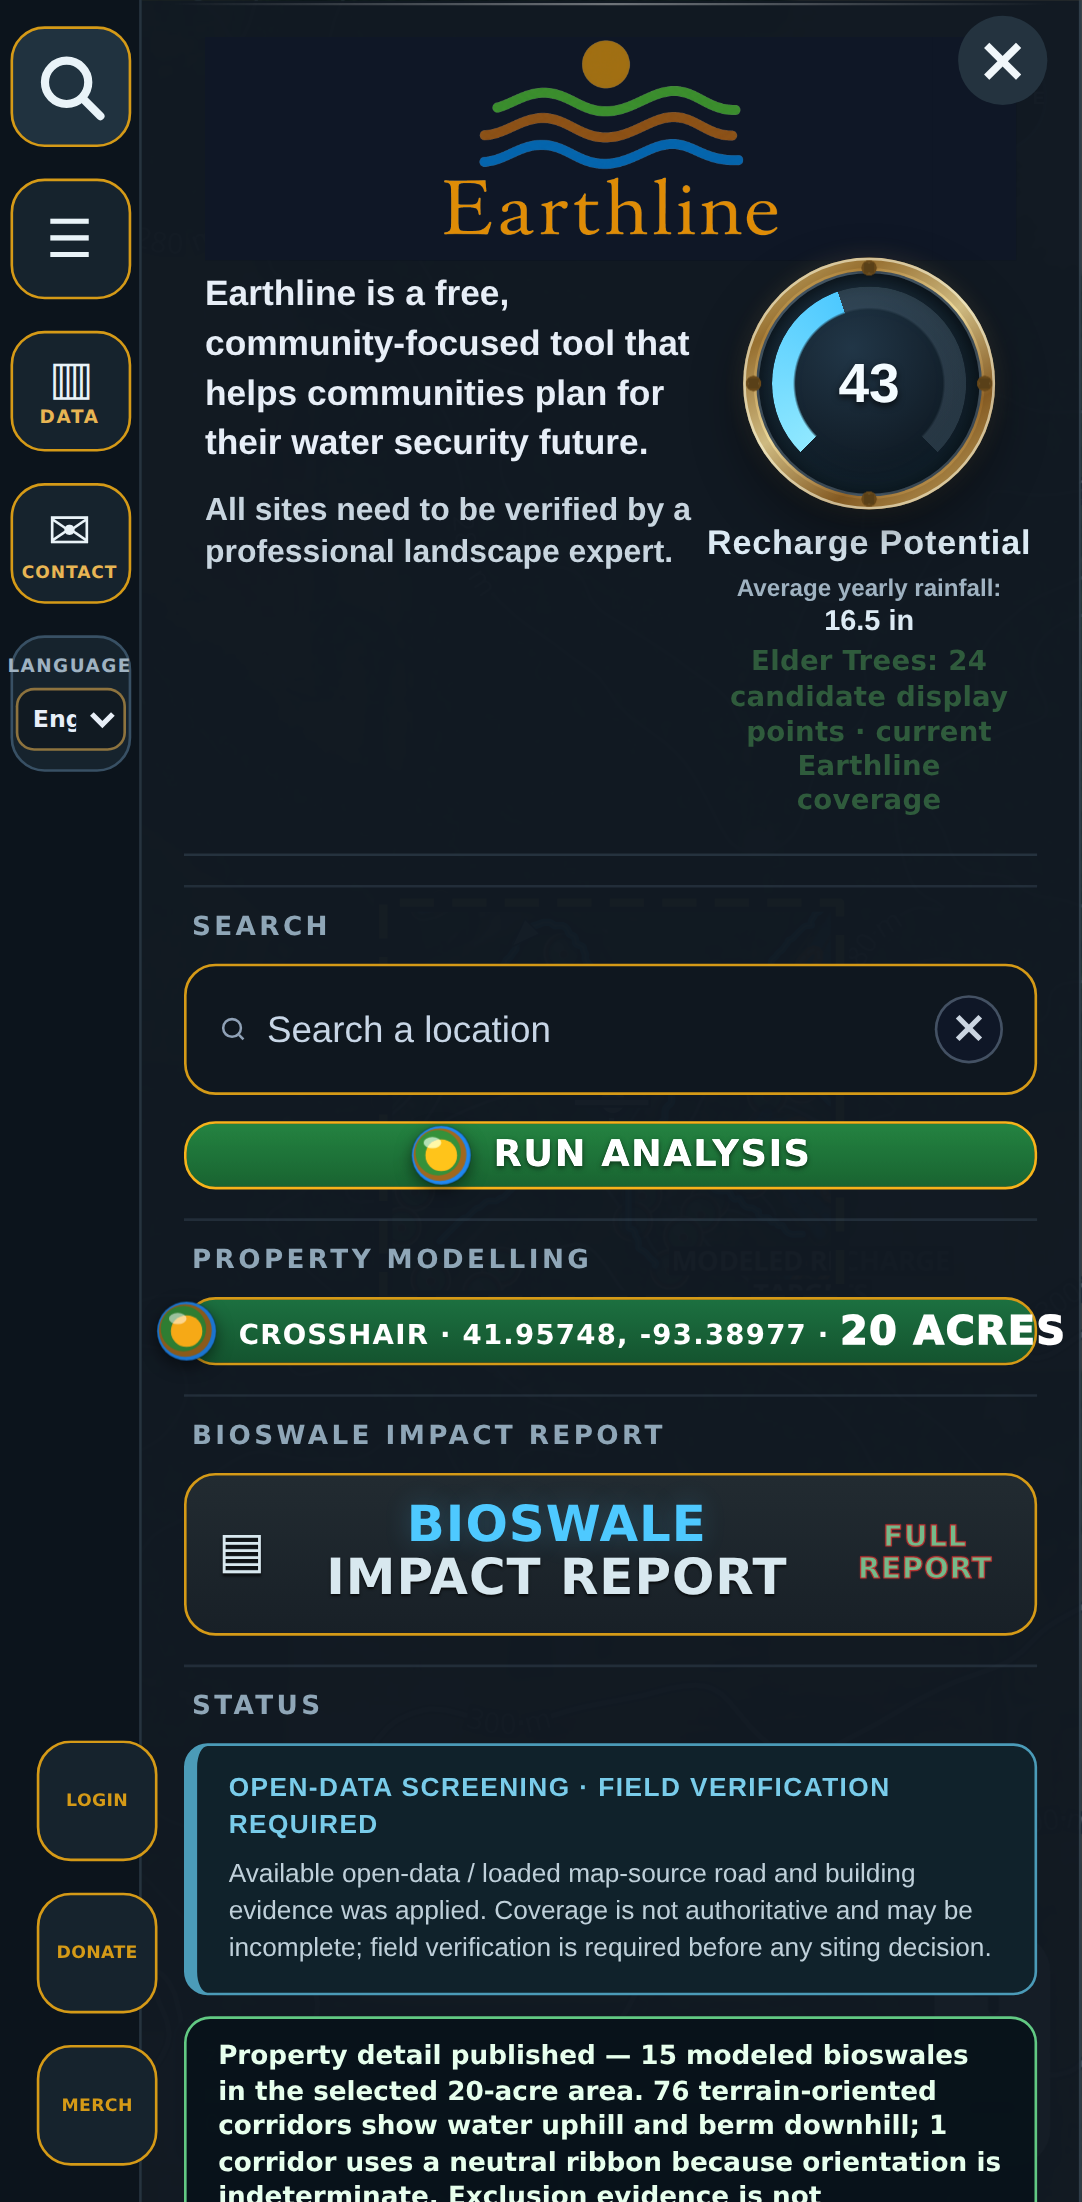 Earthline
Earthline is a free,
community-focused tool that
helps communities plan for
their water security future.
All sites need to be verified by a
professional landscape expert.
43
Recharge Potential
Average yearly rainfall:
16.5 in
Elder Trees: 24
candidate display
points · current
Earthline
coverage
DATA
CONTACT
LANGUAGE
Eng
SEARCH
Search a location
RUN ANALYSIS
PROPERTY MODELLING
CROSSHAIR · 41.95748, -93.38977 · 20 ACRES
BIOSWALE IMPACT REPORT
BIOSWALE
IMPACT REPORT
FULL
REPORT
STATUS
OPEN-DATA SCREENING · FIELD VERIFICATION
REQUIRED
Available open-data / loaded map-source road and building
evidence was applied. Coverage is not authoritative and may be
incomplete; field verification is required before any siting decision.
LOGIN
DONATE
MERCH
Property detail published — 15 modeled bioswales
in the selected 20-acre area. 76 terrain-oriented
corridors show water uphill and berm downhill; 1
corridor uses a neutral ribbon because orientation is
indeterminate. Exclusion evidence is not